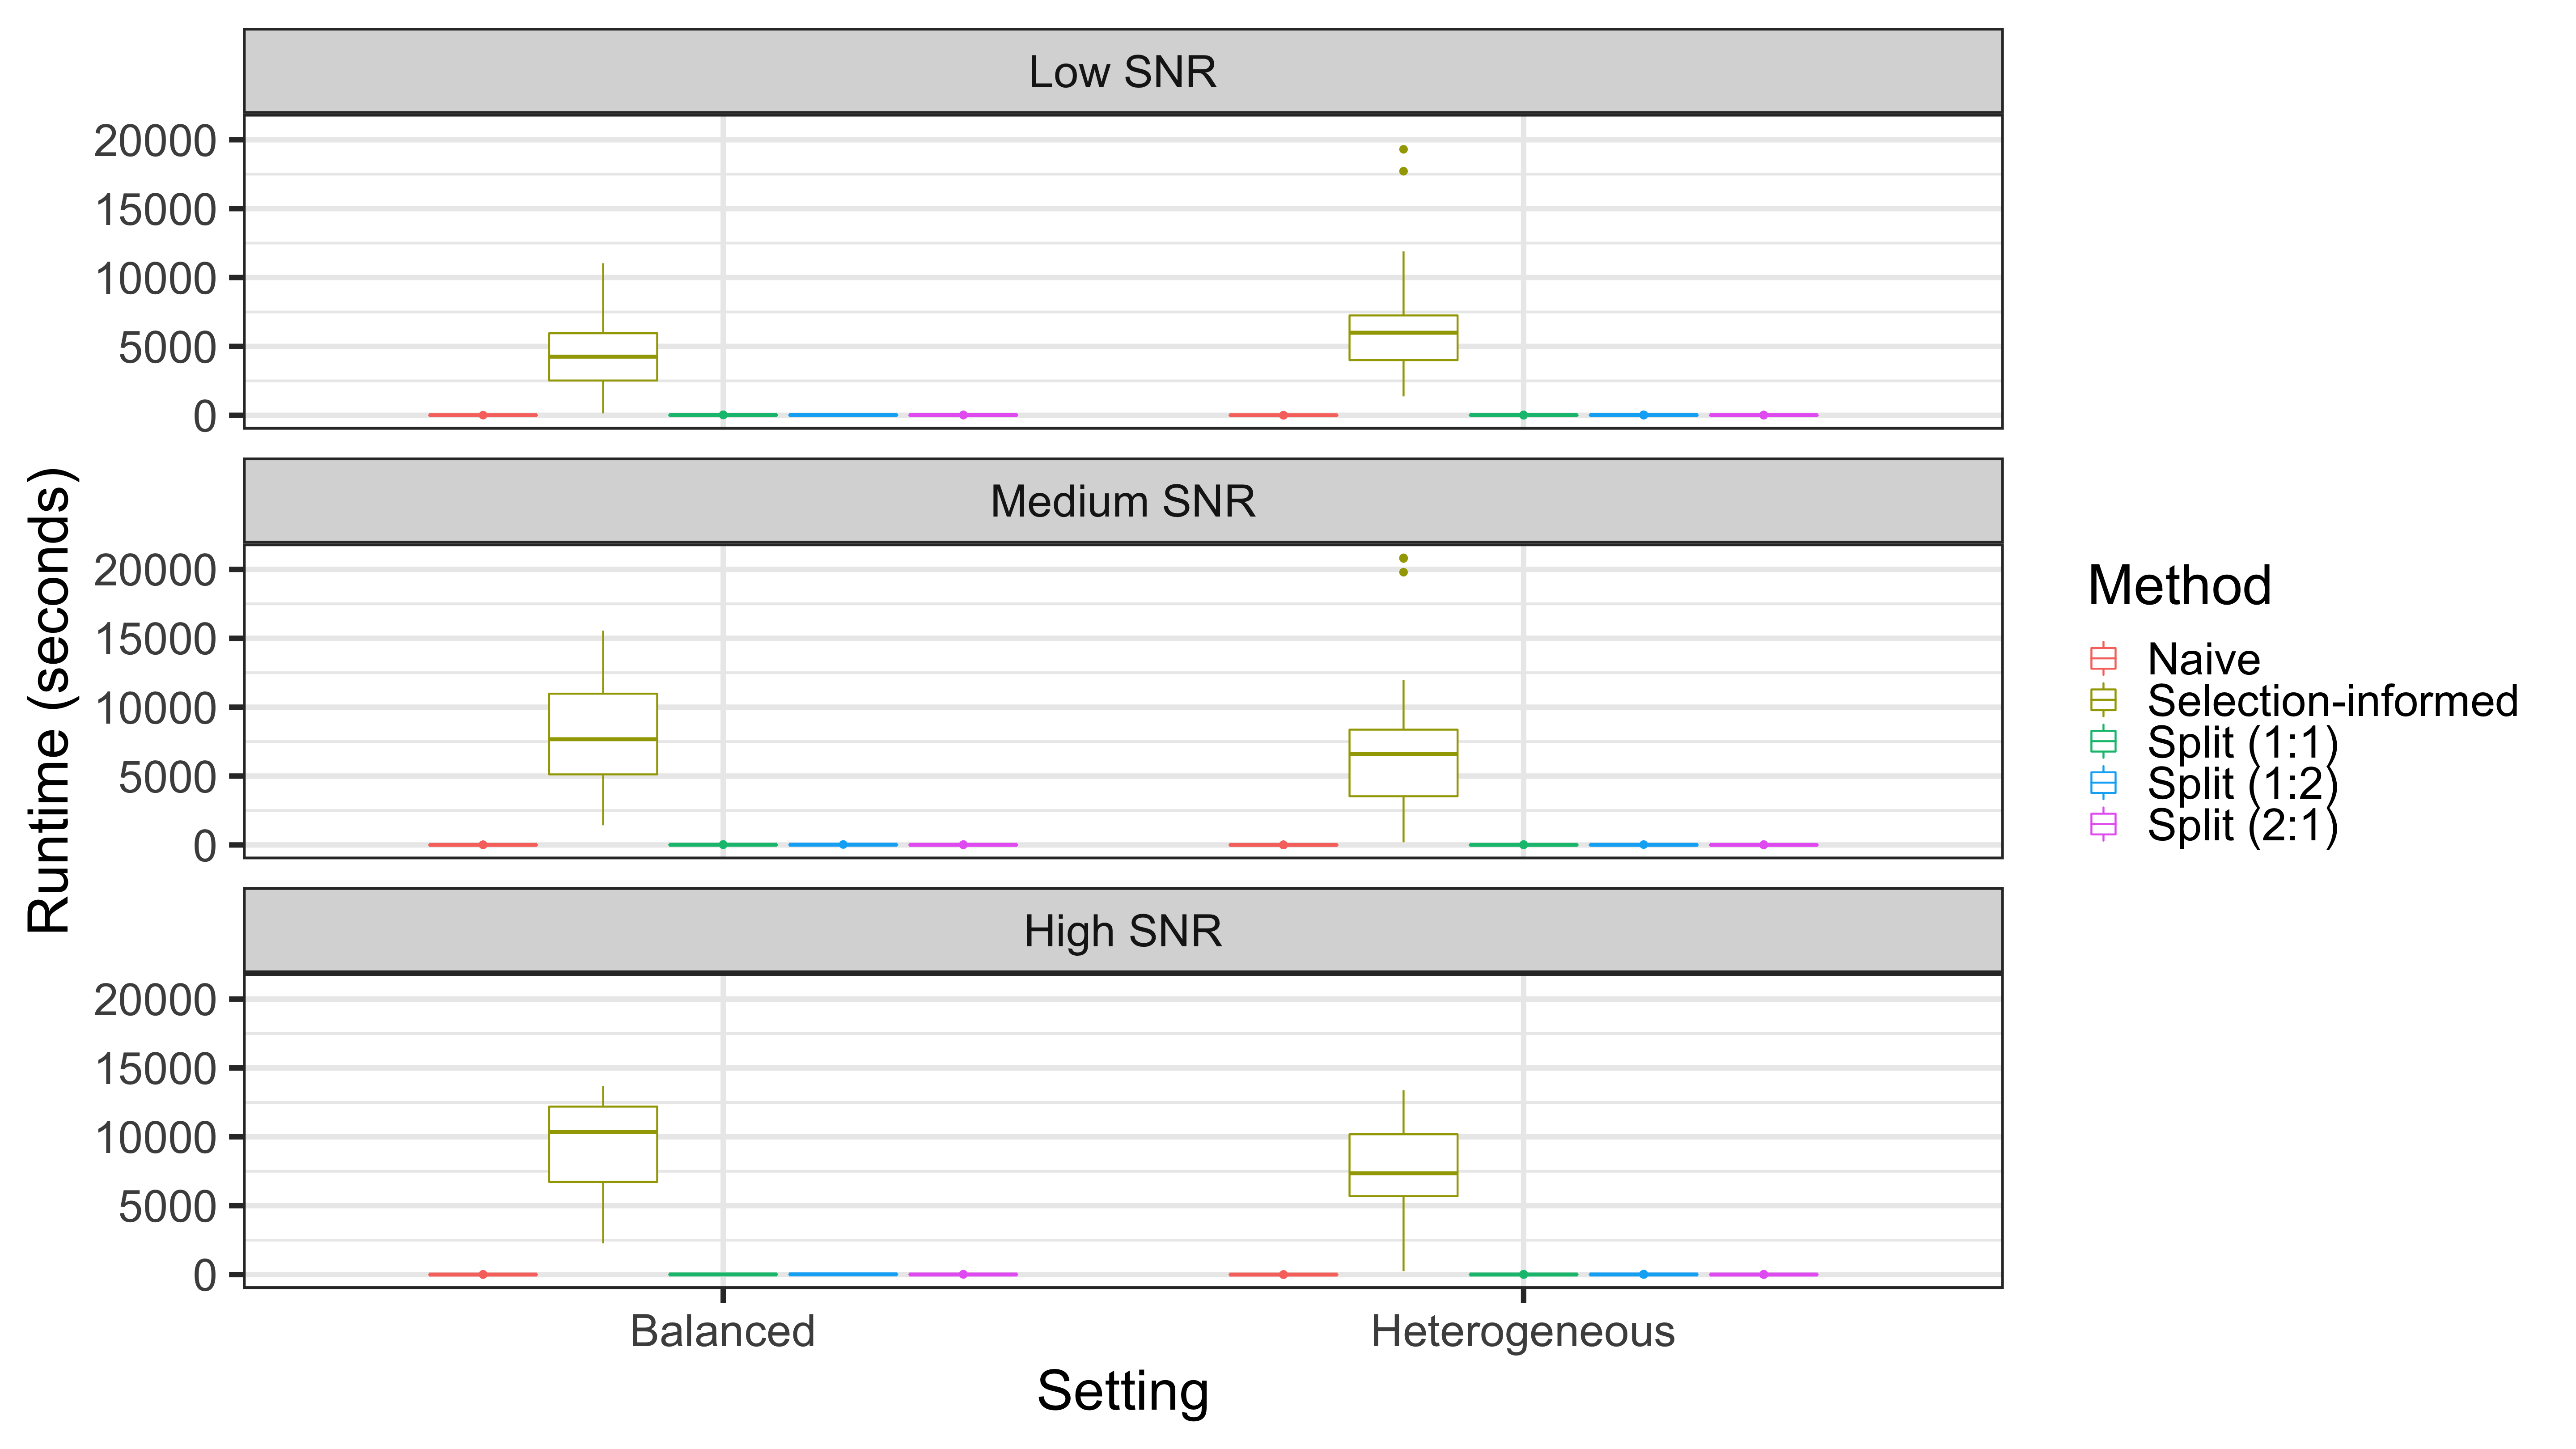 Low SNR
20000
15000
10000
5000
0
Medium SNR
20000
15000
10000
5000
0
High SNR
20000
15000
10000
5000
0
Runtime (seconds)
Balanced
Heterogeneous
Setting
Method
Naive
Selection-informed
Split (1:1)
Split (1:2)
Split (2:1)